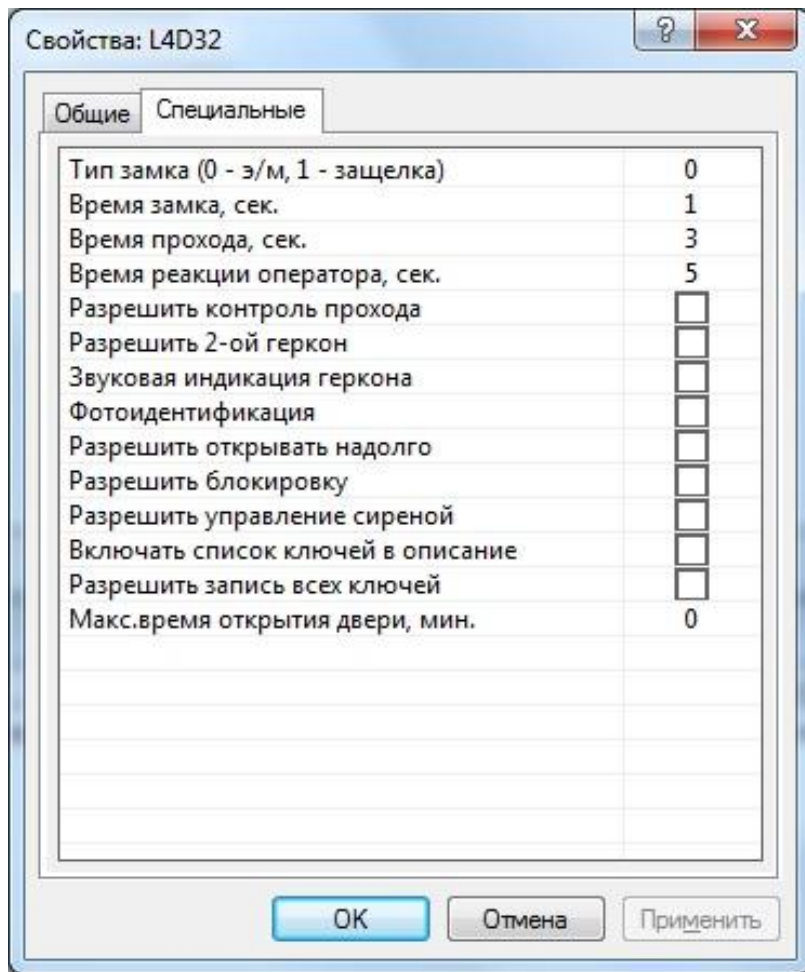 Свойства: L4D32
?
X
Общие Специальные
Тип замка (0 - э/м, 1 - защелка) 0
Время замка, сек. 1
Время прохода, сек. 3
Время реакции оператора, сек. 5
Разрешить контроль прохода
Разрешить 2-ой геркон
Звуковая индикация геркона
Фотоидентификация
Разрешить открывать надолго
Разрешить блокировку
Разрешить управление сиреной
Включать список ключей в описание
Разрешить запись всех ключей
Макс.время открытия двери, мин. 0
OK Отмена Применить